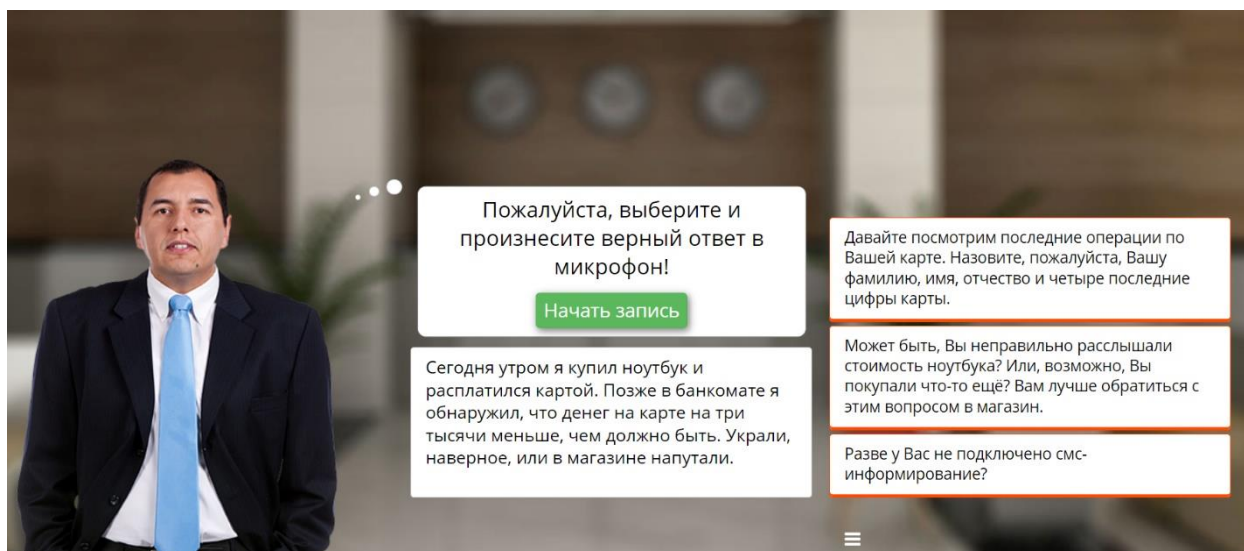 Пожалуйста, выберите и
произнесите верный ответ в
микрофон!
Начать запись
Сегодня утром я купил ноутбук и
расплатился картой. Позже в банкомате я
обнаружил, что денег на карте на три
тысячи меньше, чем должно быть. Украли,
наверное, или в магазине напутали.
Давайте посмотрим последние операции по
Вашей карте. Назовите, пожалуйста, Вашу
фамилию, имя, отчество и четыре последние
цифры карты.
Может быть, Вы неправильно расслышали
стоимость ноутбука? Или, возможно, Вы
покупали что-то ещё? Вам лучше обратиться с
этим вопросом в магазин.
Разве у Вас не подключено смс-
информирование?